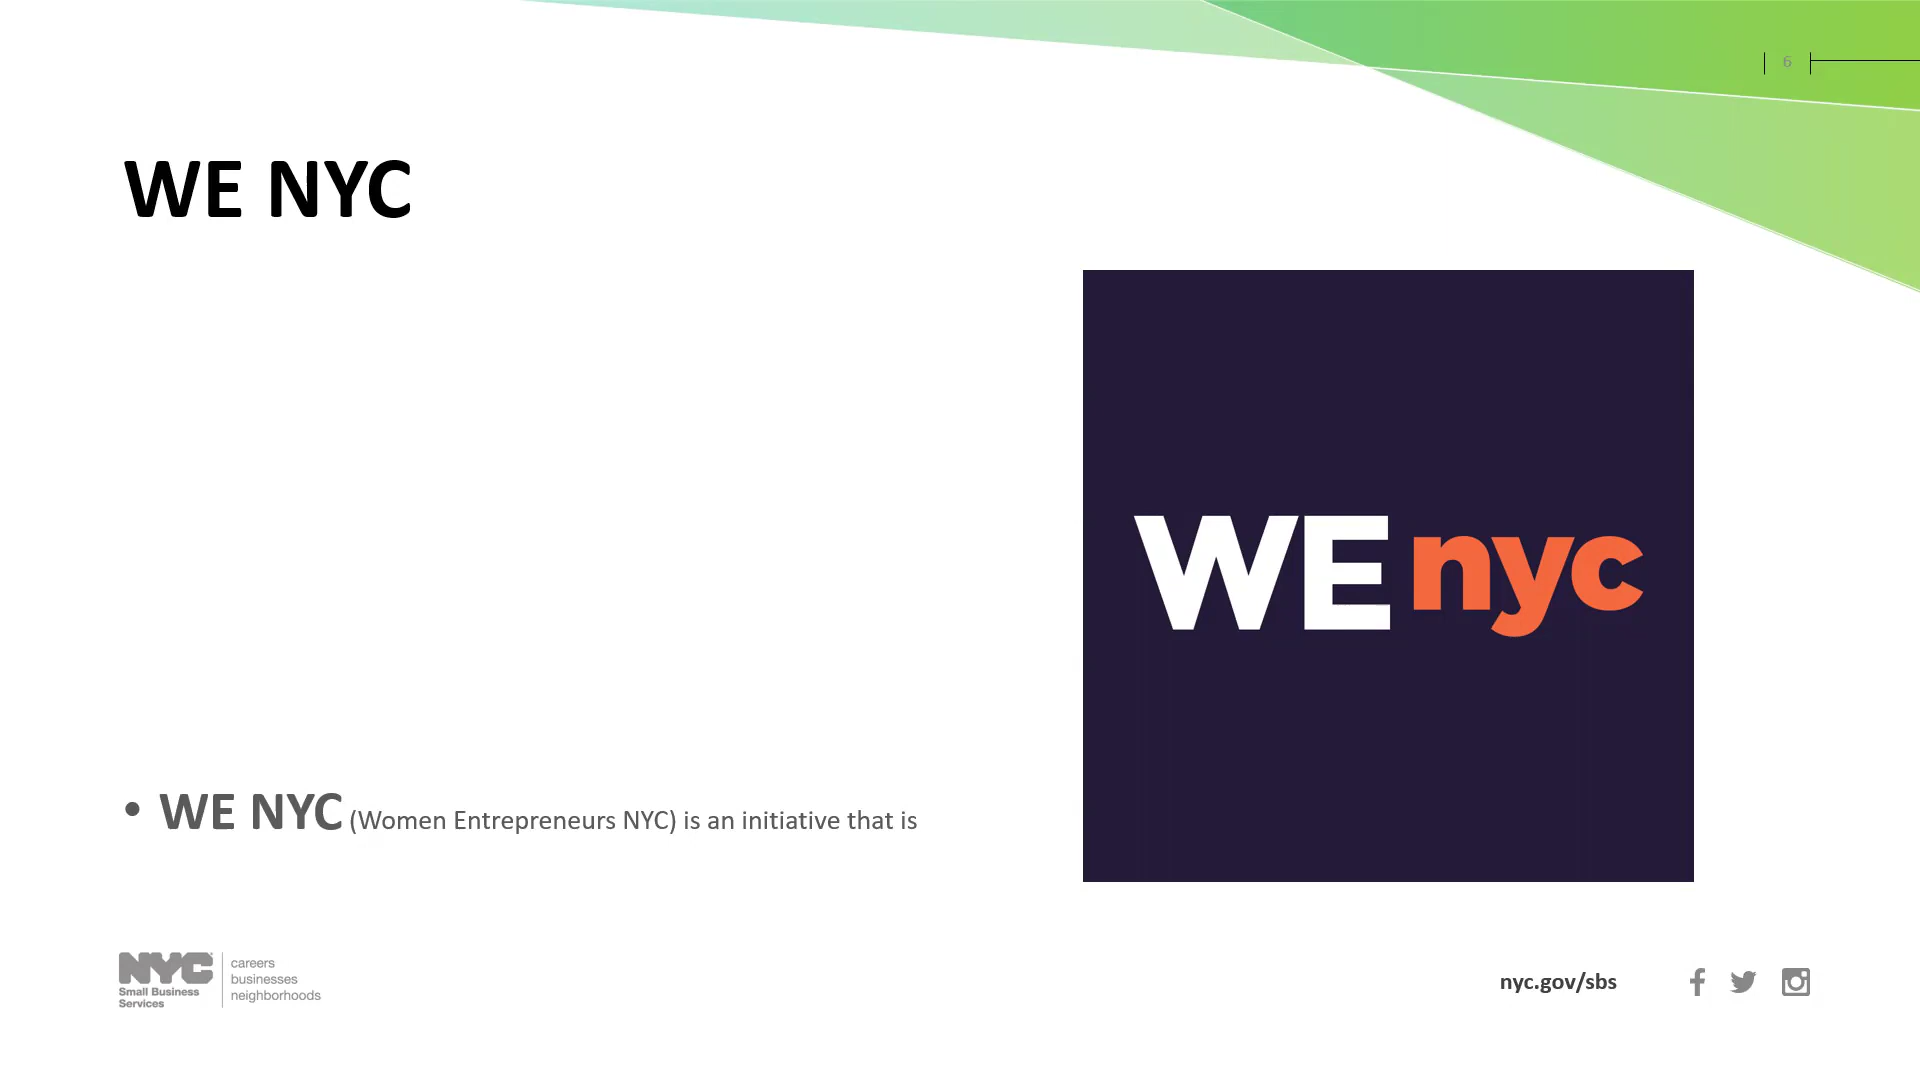 6
WE NYC
WE nyc
• WE NYC (Women Entrepreneurs NYC) is an initiative that is
NYC
Small Business
Services
careers
businesses
neighborhoods
nyc.gov/sbs